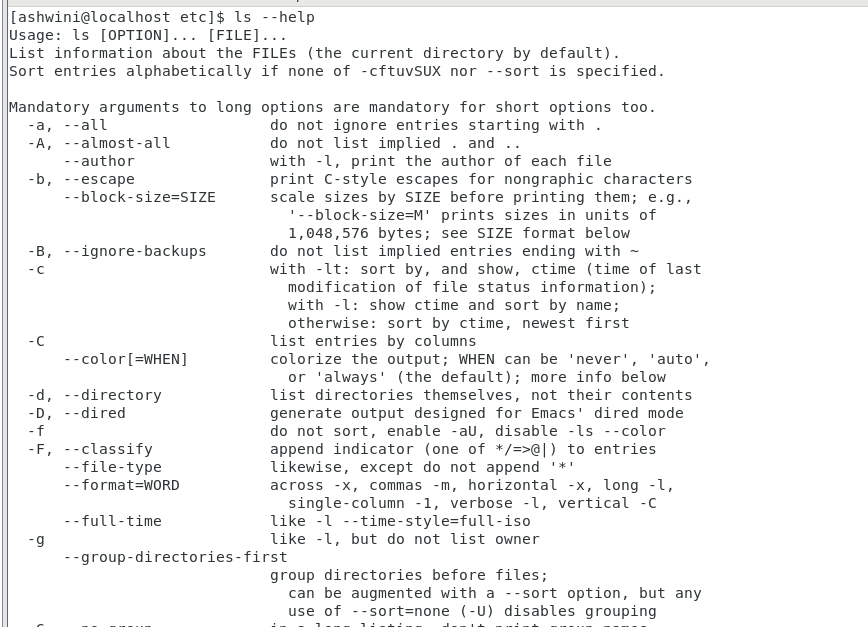 [ashwini@localhost etc]$ ls --help
Usage: ls [OPTION]... [FILE]...
List information about the FILEs (the current directory by default).
Sort entries alphabetically if none of -cftuvSUX nor --sort is specified.

Mandatory arguments to long options are mandatory for short options too.
  -a, --all                  do not ignore entries starting with .
  -A, --almost-all           do not list implied . and ..
      --author               with -l, print the author of each file
  -b, --escape               print C-style escapes for nongraphic characters
      --block-size=SIZE      scale sizes by SIZE before printing them; e.g.,
                               '--block-size=M' prints sizes in units of
                               1,048,576 bytes; see SIZE format below
  -B, --ignore-backups       do not list implied entries ending with ~
  -c                         with -lt: sort by, and show, ctime (time of last
                               modification of file status information);
                               with -l: show ctime and sort by name;
                               otherwise: sort by ctime, newest first
  -C                         list entries by columns
      --color[=WHEN]         colorize the output; WHEN can be 'never', 'auto',
                               or 'always' (the default); more info below
  -d, --directory            list directories themselves, not their contents
  -D, --dired                generate output designed for Emacs' dired mode
  -f                         do not sort, enable -aU, disable -ls --color
  -F, --classify             append indicator (one of */=>@|) to entries
      --file-type            likewise, except do not append '*'
      --format=WORD          across -x, commas -m, horizontal -x, long -l,
                               single-column -1, verbose -l, vertical -C
      --full-time            like -l --time-style=full-iso
  -g                         like -l, but do not list owner
      --group-directories-first
                             group directories before files;
                               can be augmented with a --sort option, but any
                               use of --sort=none (-U) disables grouping